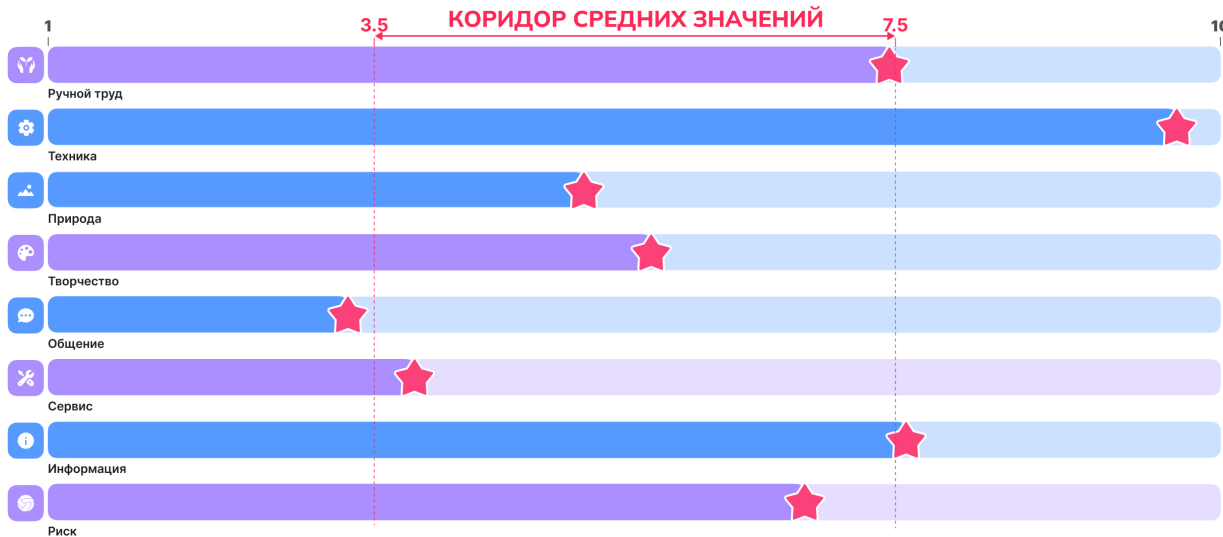 КОРИДОР СРЕДНИХ ЗНАЧЕНИЙ
1 3.5 7.5 10
Ручной труд
Техника
Природа
Творчество
Общение
Сервис
Информация
Риск